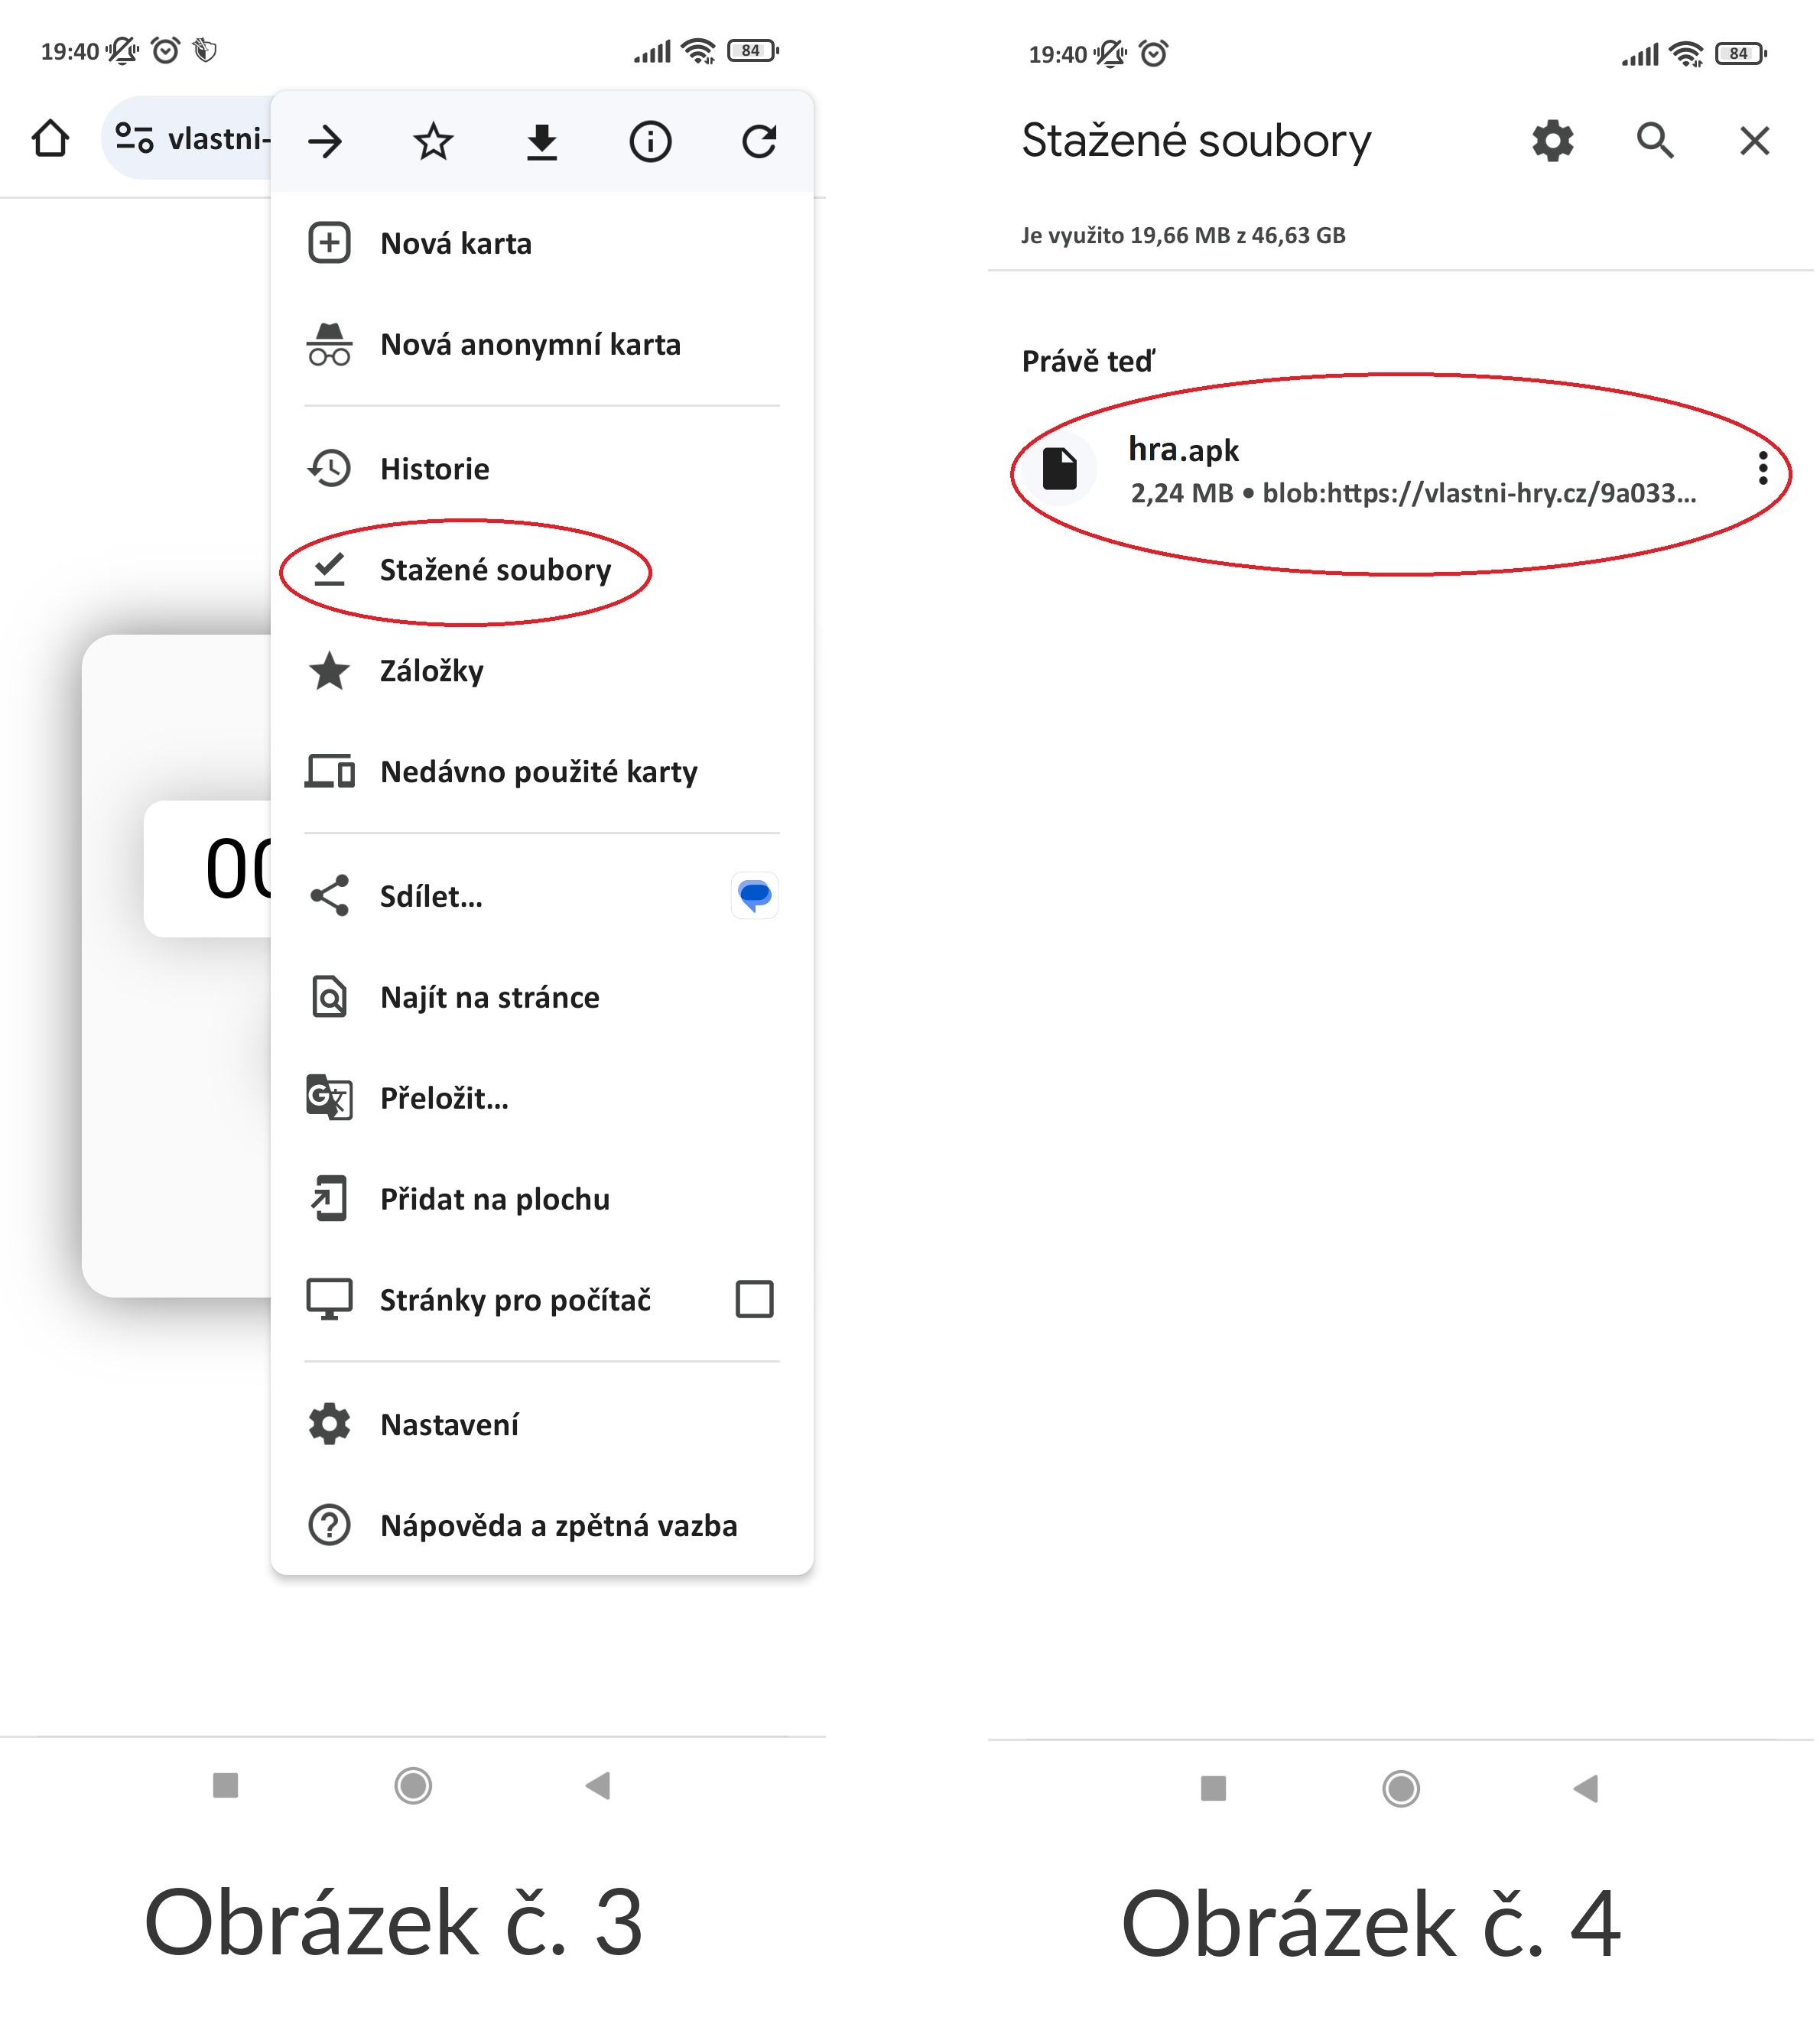 19:40
84
vlastni-
Nová karta
Nová anonymní karta
Historie
Stažené soubory
Záložky
Nedávno použité karty
00
Sdílet...
Najít na stránce
Přeložit...
Přidat na plochu
Stránky pro počítač
Nastavení
Nápověda a zpětná vazba
Obrázek č. 3
19:40
84
Stažené soubory
Je využito 19,66 MB z 46,63 GB
Právě teď
hra.apk
2,24 MB • blob:https://vlastni-hry.cz/9a033...
Obrázek č. 4